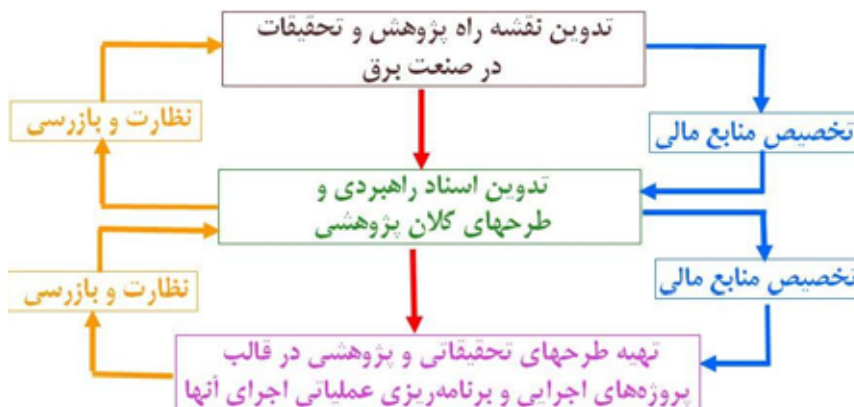 تدوین نقشه راه پژوهش و تحقیقات
در صنعت برق
نظارت و بازرسی
تخصیص منابع مالی
تدوین اسناد راهبردی و
طرحهای کلان پژوهشی
نظارت و بازرسی
تخصیص منابع مالی
تهیه طرحهای تحقیقاتی و پژوهشی در قالب
پروژه‌های اجرایی و برنامه‌ریزی عملیاتی اجرای آنها